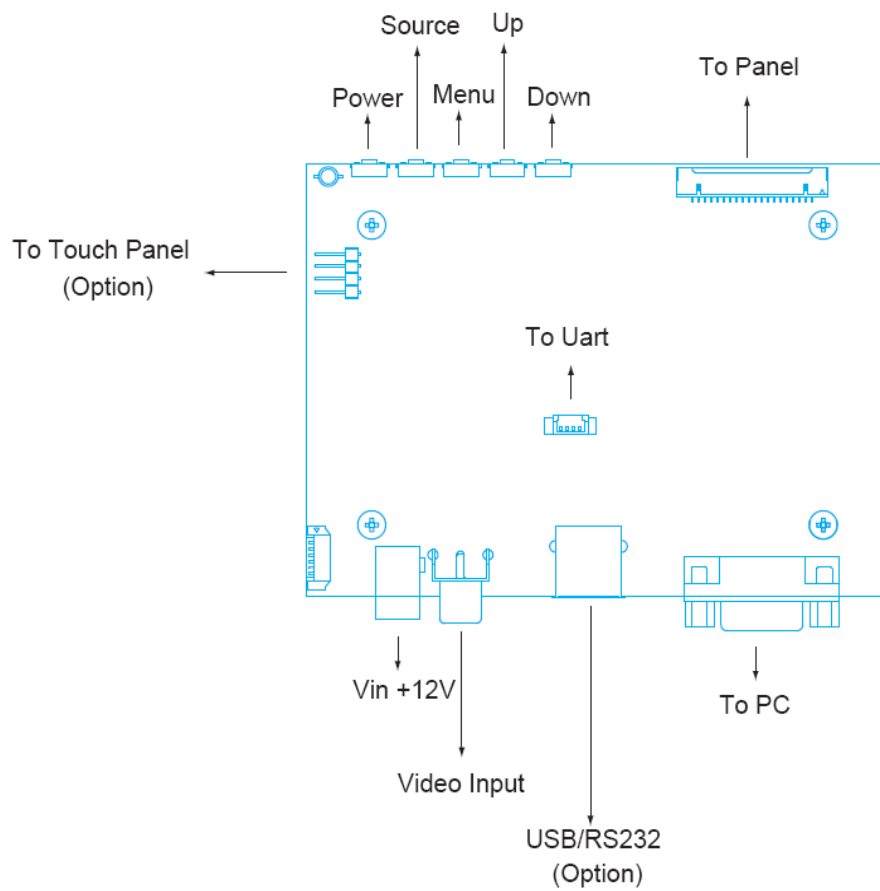 Source
Up
To Panel
Power
Menu
Down
To Touch Panel
(Option)
To Uart
Vin +12V
To PC
Video Input
USB/RS232
(Option)